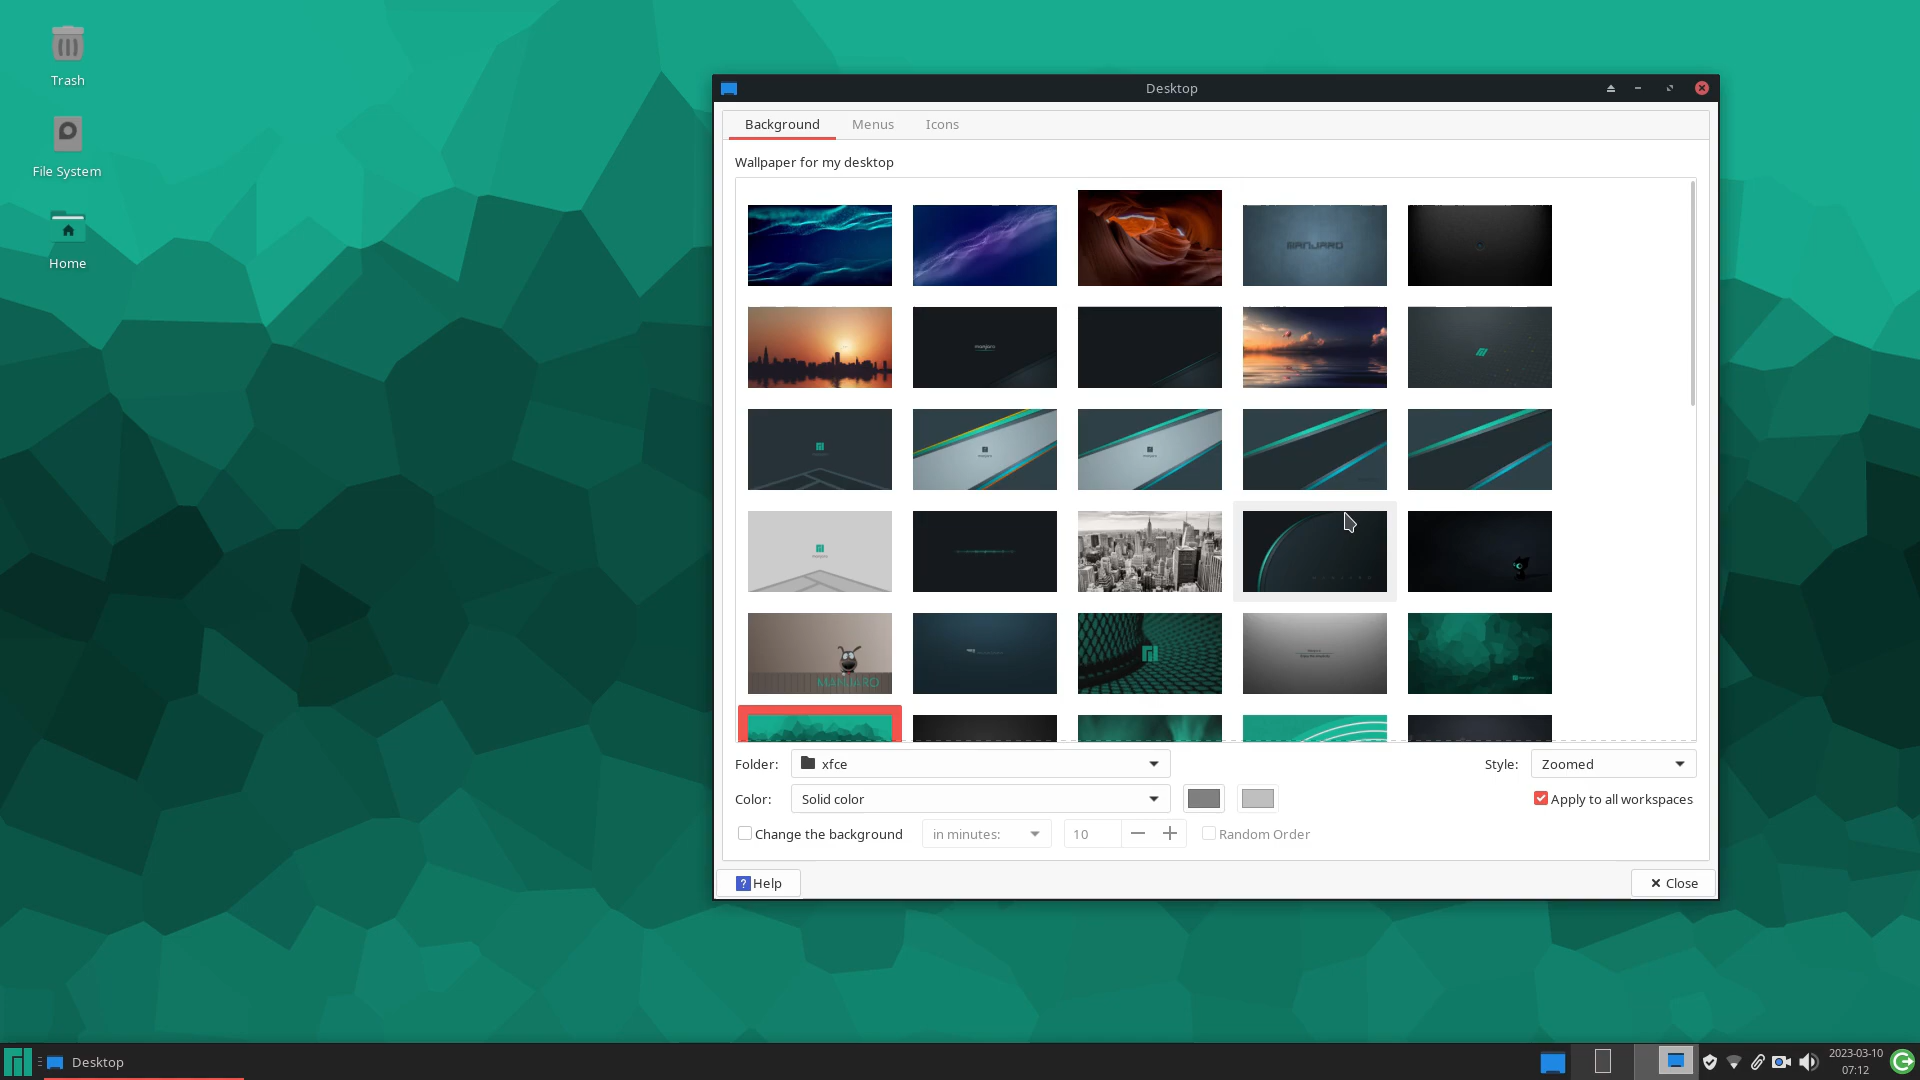 Trash
File System
Home
Desktop
Background
Menus
Icons
Wallpaper for my desktop
MANJARO
MANJARO
Folder:
xfce
Style:
Zoomed
Color:
Solid color
Apply to all workspaces
Change the background
in minutes:
10
Random Order
? Help
Close
Desktop
2023-03-10
07:12